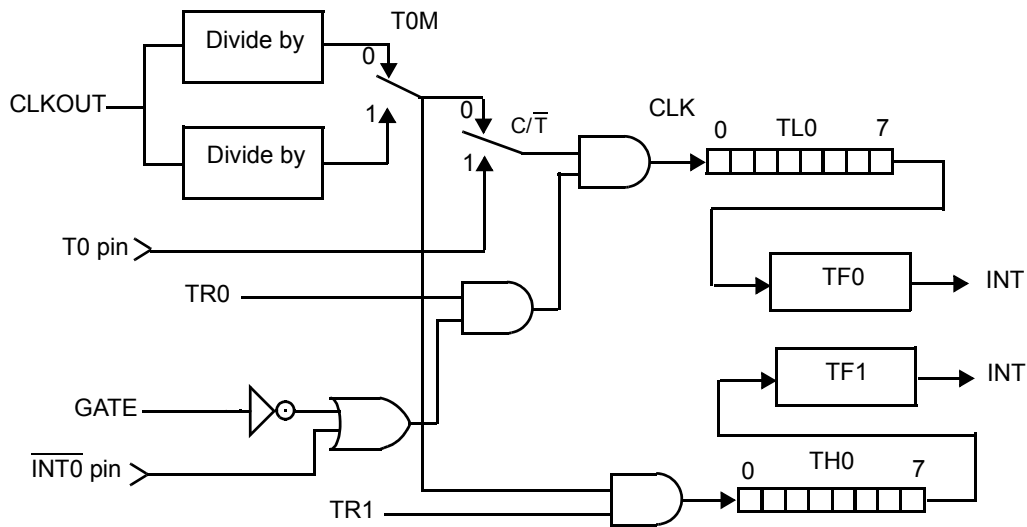 T0M
Divide by
0
CLKOUT
1
Divide by
0
C/T̅
1
CLK
0 TL0 7
T0 pin
TR0
TF0
INT
TF1
INT
GATE
I̅N̅T̅0̅ pin
0 TH0 7
TR1